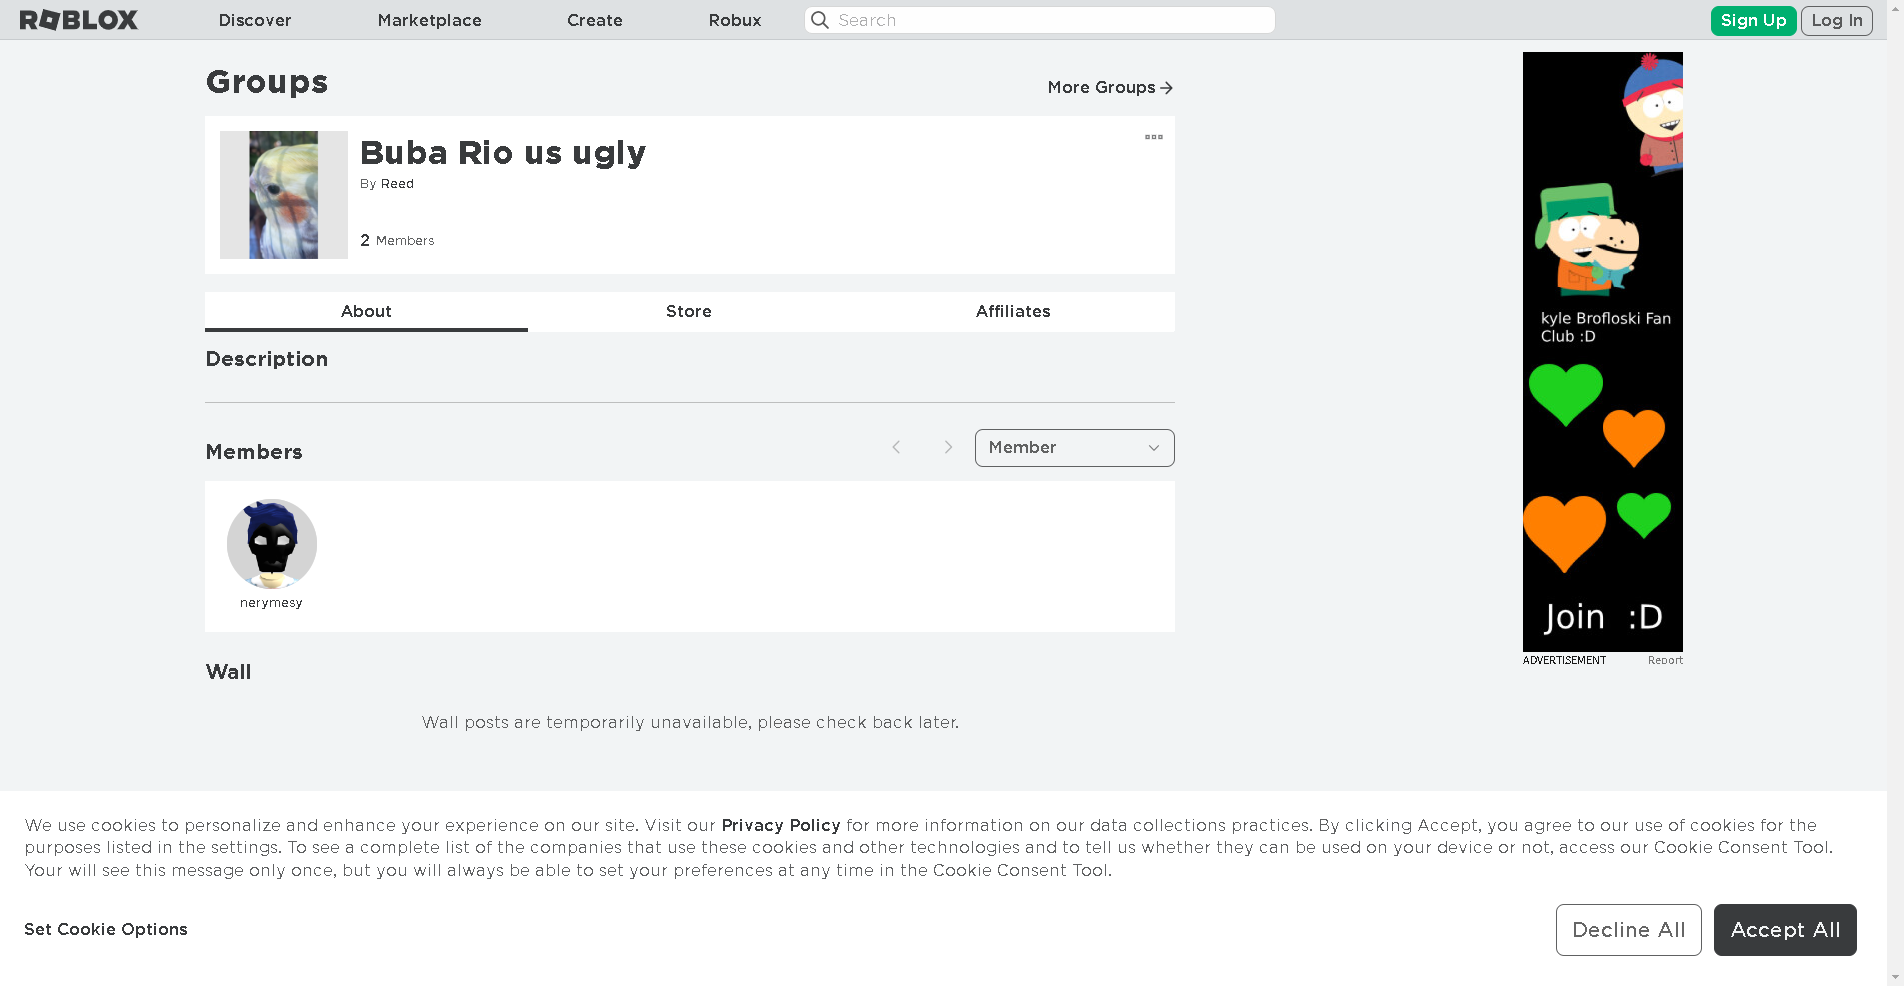 ROBLOX
Discover
Marketplace
Create
Robux
Search
Sign Up
Log In
Groups
More Groups
Buba Rio us ugly
By Reed
2 Members
About
Store
Affiliates
Description
Members
Member
nerymesy
Wall
Wall posts are temporarily unavailable, please check back later.
kyle Brofloski Fan
Club :D
Join :D
ADVERTISEMENT
Report
We use cookies to personalize and enhance your experience on our site. Visit our Privacy Policy for more information on our data collections practices. By clicking Accept, you agree to our use of cookies for the
purposes listed in the settings. To see a complete list of the companies that use these cookies and other technologies and to tell us whether they can be used on your device or not, access our Cookie Consent Tool.
Your will see this message only once, but you will always be able to set your preferences at any time in the Cookie Consent Tool.
Set Cookie Options
Decline All
Accept All